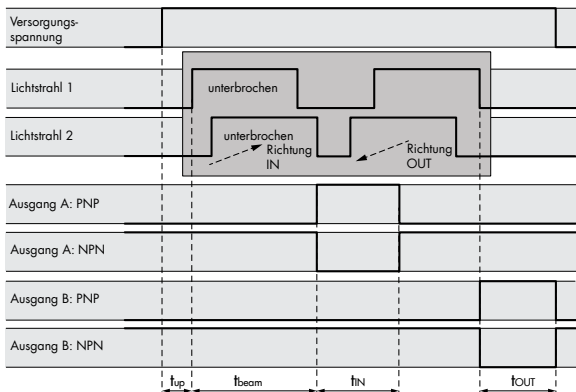 Versorgungs-
spannung
Lichtstrahl 1
unterbrochen
Lichtstrahl 2
unterbrochen
Richtung
IN
Richtung
OUT
Ausgang A: PNP
Ausgang A: NPN
Ausgang B: PNP
Ausgang B: NPN
tup
tbeam
tIN
tOUT